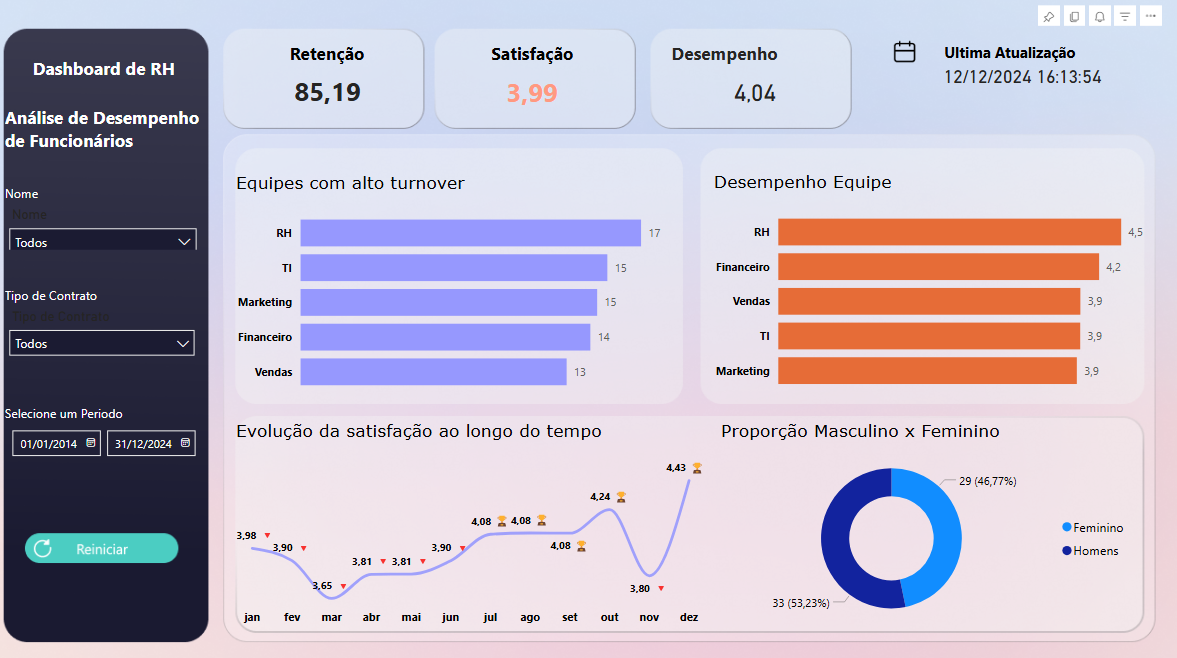 Dashboard de RH
Análise de Desempenho
de Funcionários
Nome
Nome
Todos
Tipo de Contrato
Tipo de Contrato
Todos
Selecione um Periodo
01/01/2014
31/12/2024
Reiniciar
Retenção
85,19
Satisfação
3,99
Desempenho
4,04
Ultima Atualização
12/12/2024 16:13:54
Equipes com alto turnover
RH 17
TI 15
Marketing 15
Financeiro 14
Vendas 13
Desempenho Equipe
RH 4,5
Financeiro 4,2
Vendas 3,9
TI 3,9
Marketing 3,9
Evolução da satisfação ao longo do tempo
3,98
3,90
3,65
3,81
3,81
3,90
4,08
4,08
4,08
4,24
3,80
4,43
jan fev mar abr mai jun jul ago set out nov dez
Proporção Masculino x Feminino
29 (46,77%)
33 (53,23%)
Feminino
Homens